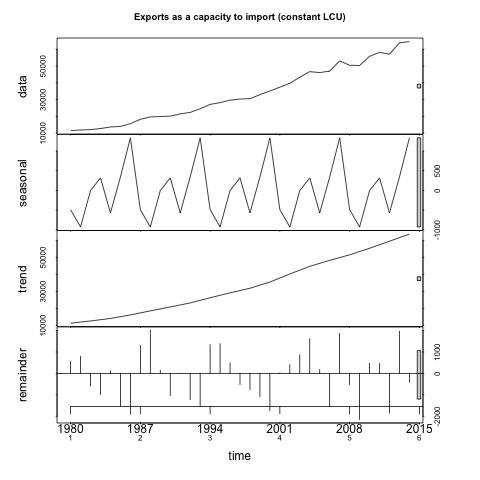 Exports as a capacity to import (constant LCU)
data
10000 30000 50000
seasonal
-1000 0 500
trend
10000 30000 50000
remainder
-2000 0 1000
1980 1987 1994 2001 2008 2015
1 2 3 4 5 6
time